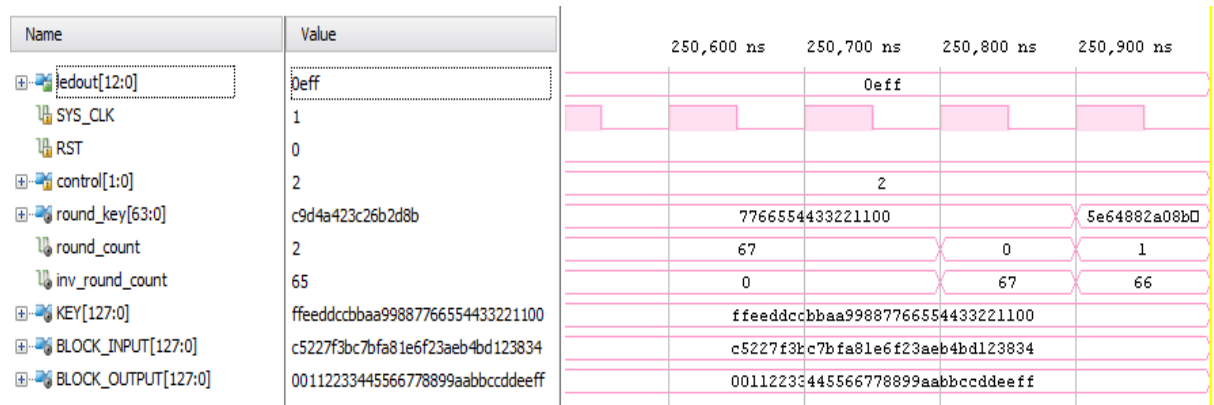 Name Value 250,600 ns 250,700 ns 250,800 ns 250,900 ns
ledout[12:0] 0eff 0eff
SYS_CLK 1
RST 0
control[1:0] 2 2
round_key[63:0] c9d4a423c26b2d8b 7766554433221100 5e64882a08b
round_count 2 67 0 1
inv_round_count 65 0 67 66
KEY[127:0] ffeeddccbbaa99887766554433221100 ffeeddccbbaa99887766554433221100
BLOCK_INPUT[127:0] c5227f3bc7bfa81e6f23aeb4bd123834 c5227f3bc7bfa81e6f23aeb4bd123834
BLOCK_OUTPUT[127:0] 00112233445566778899aabbccddeeff 00112233445566778899aabbccddeeff